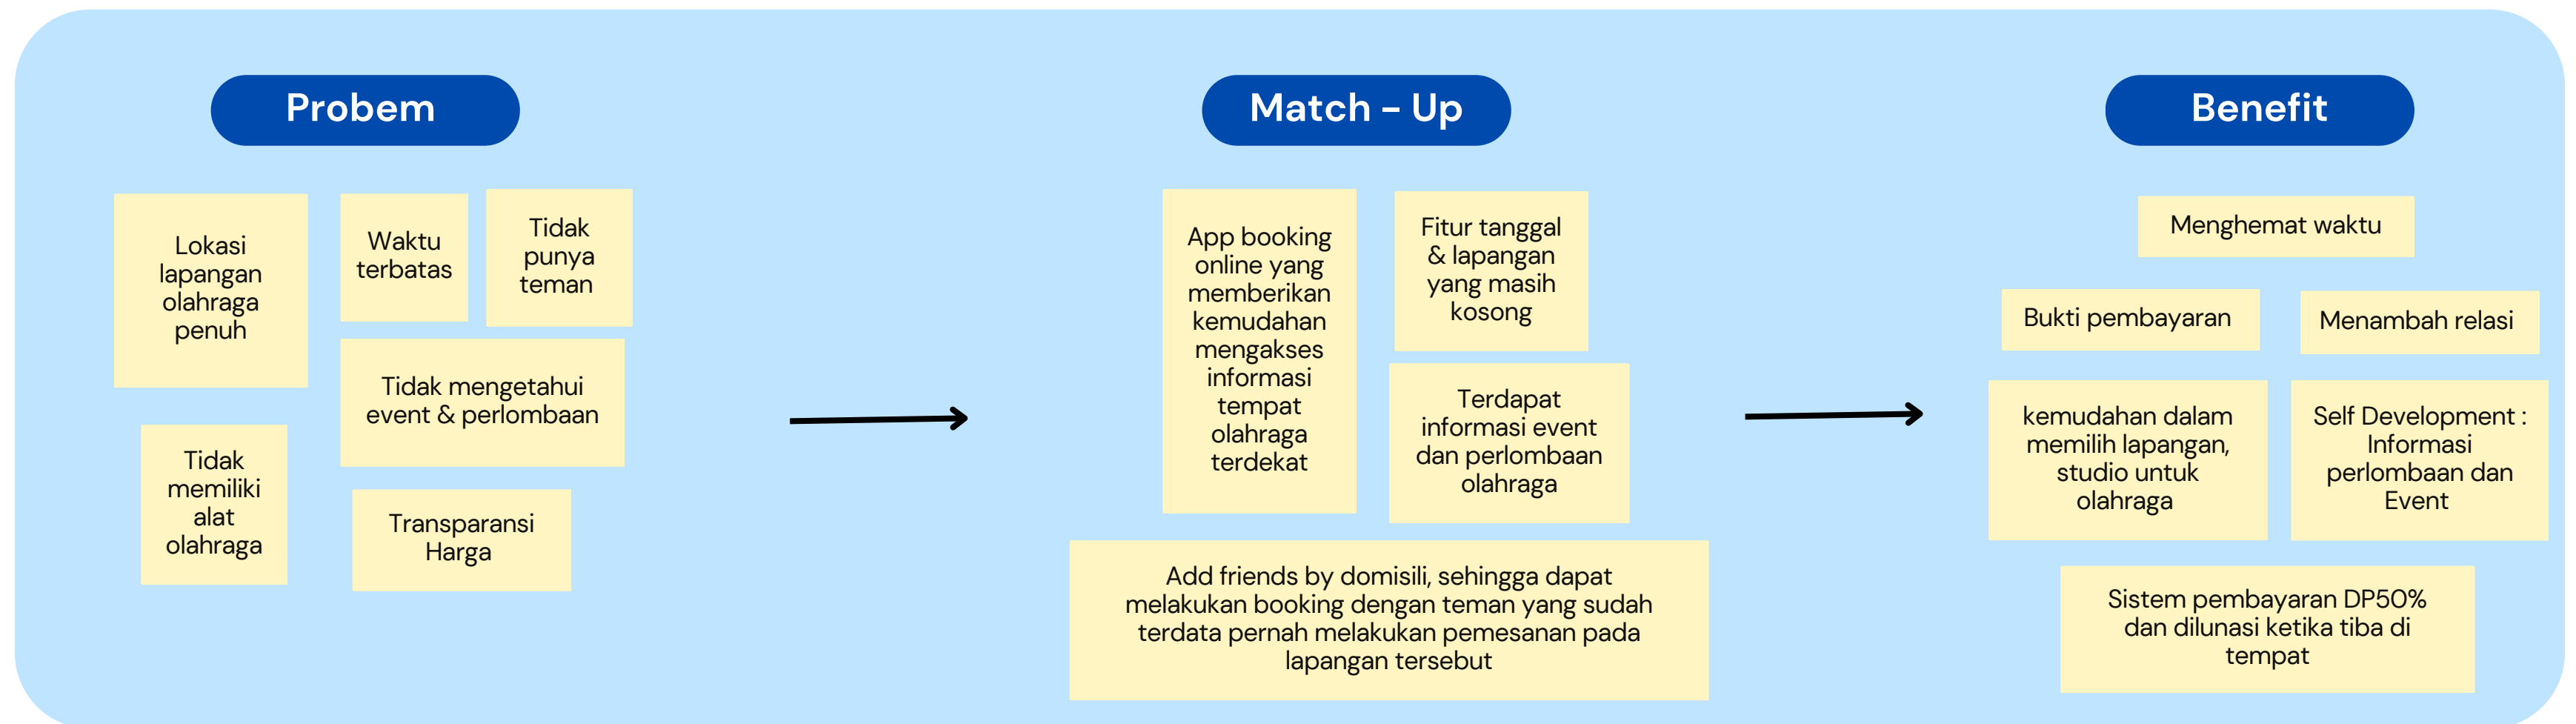 Probem
Lokasi
lapangan
olahraga
penuh
Waktu
terbatas
Tidak
punya
teman
Tidak mengetahui
event & perlombaan
Tidak
memiliki
alat
olahraga
Transparansi
Harga
Match - Up
App booking
online yang
memberikan
kemudahan
mengakses
informasi
tempat
olahraga
terdekat
Fitur tanggal
& lapangan
yang masih
kosong
Terdapat
informasi event
dan perlombaan
olahraga
Add friends by domisili, sehingga dapat
melakukan booking dengan teman yang sudah
terdata pernah melakukan pemesanan pada
lapangan tersebut
Benefit
Menghemat waktu
Bukti pembayaran
Menambah relasi
kemudahan dalam
memilih lapangan,
studio untuk
olahraga
Self Development :
Informasi
perlombaan dan
Event
Sistem pembayaran DP50%
dan dilunasi ketika tiba di
tempat